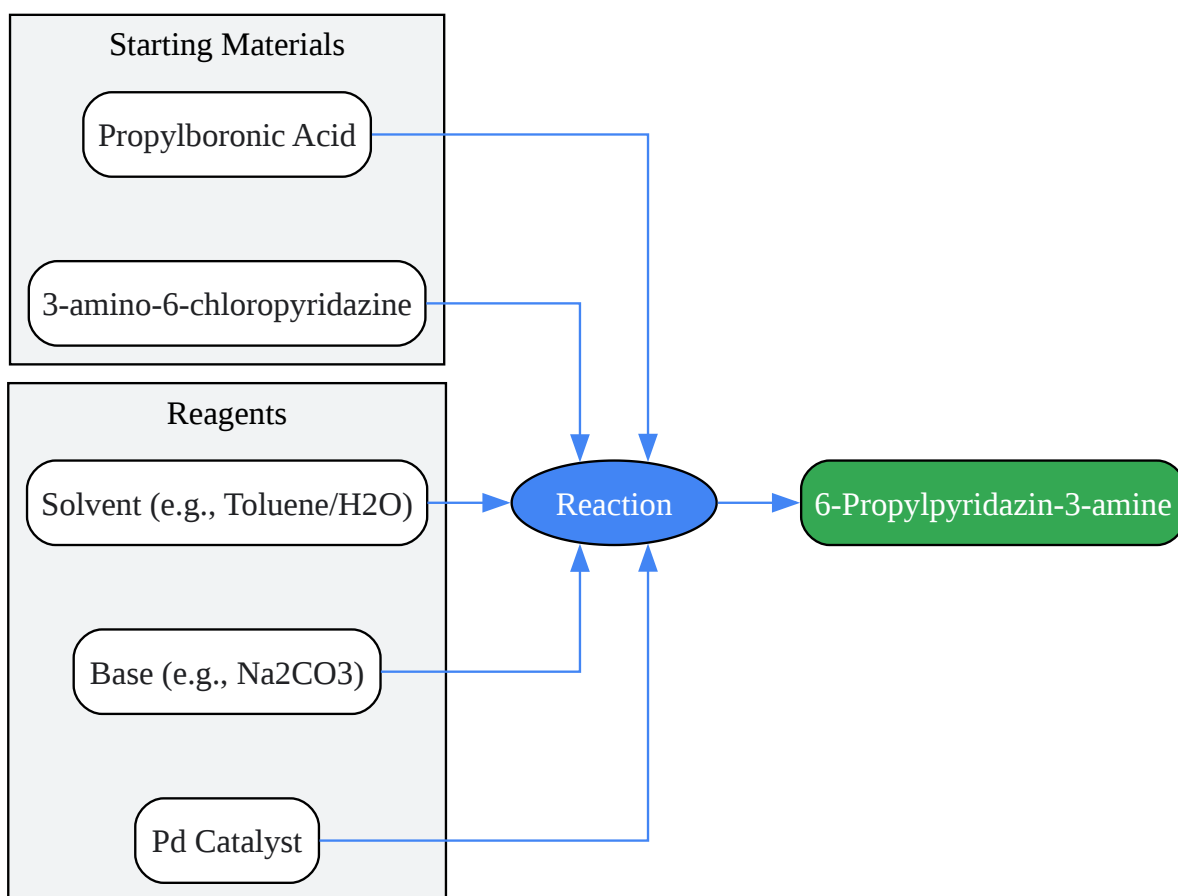 Starting Materials
Propylboronic Acid
3-amino-6-chloropyridazine
Reagents
Solvent (e.g., Toluene/H2O)
Reaction
6-Propylpyridazin-3-amine
Base (e.g., Na2CO3)
Pd Catalyst